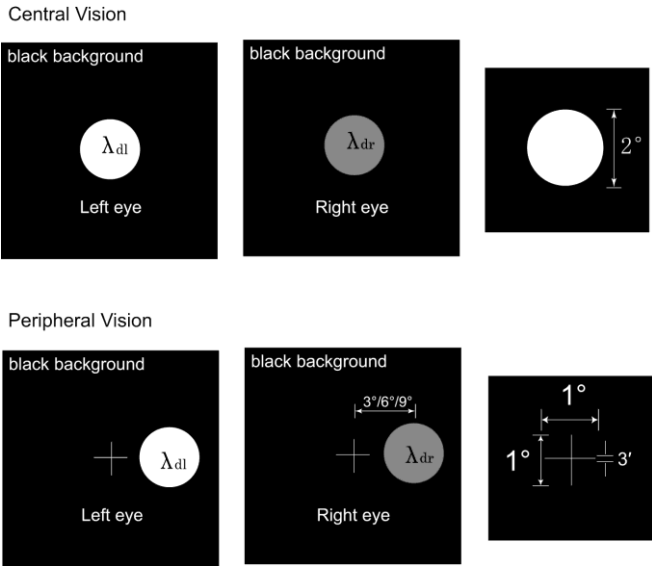 Central Vision
black background
λdl
Left eye
black background
λdr
Right eye
2°
Peripheral Vision
black background
λdl
Left eye
black background
3°/6°/9°
λdr
Right eye
1°
1°
3′